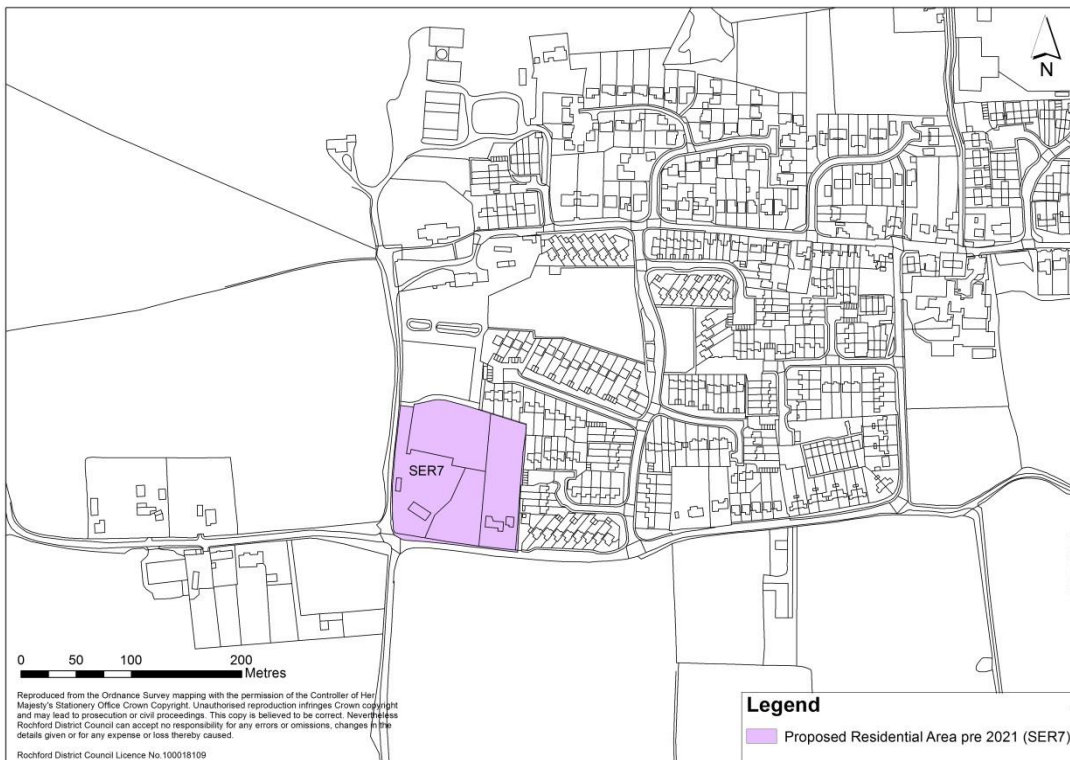 N
SER7
0 50 100 200
Metres
Reproduced from the Ordnance Survey mapping with the permission of the Controller of Her
Majesty's Stationery Office Crown Copyright. Unauthorised reproduction infringes Crown copyright
and may lead to prosecution or civil proceedings. This copy is believed to be correct. Nevertheless
Rochford District Council can accept no responsibility for any errors or omissions, changes in the
details given or for any expense or loss thereby caused.
Rochford District Council Licence No.100018109
Legend
Proposed Residential Area pre 2021 (SER7)